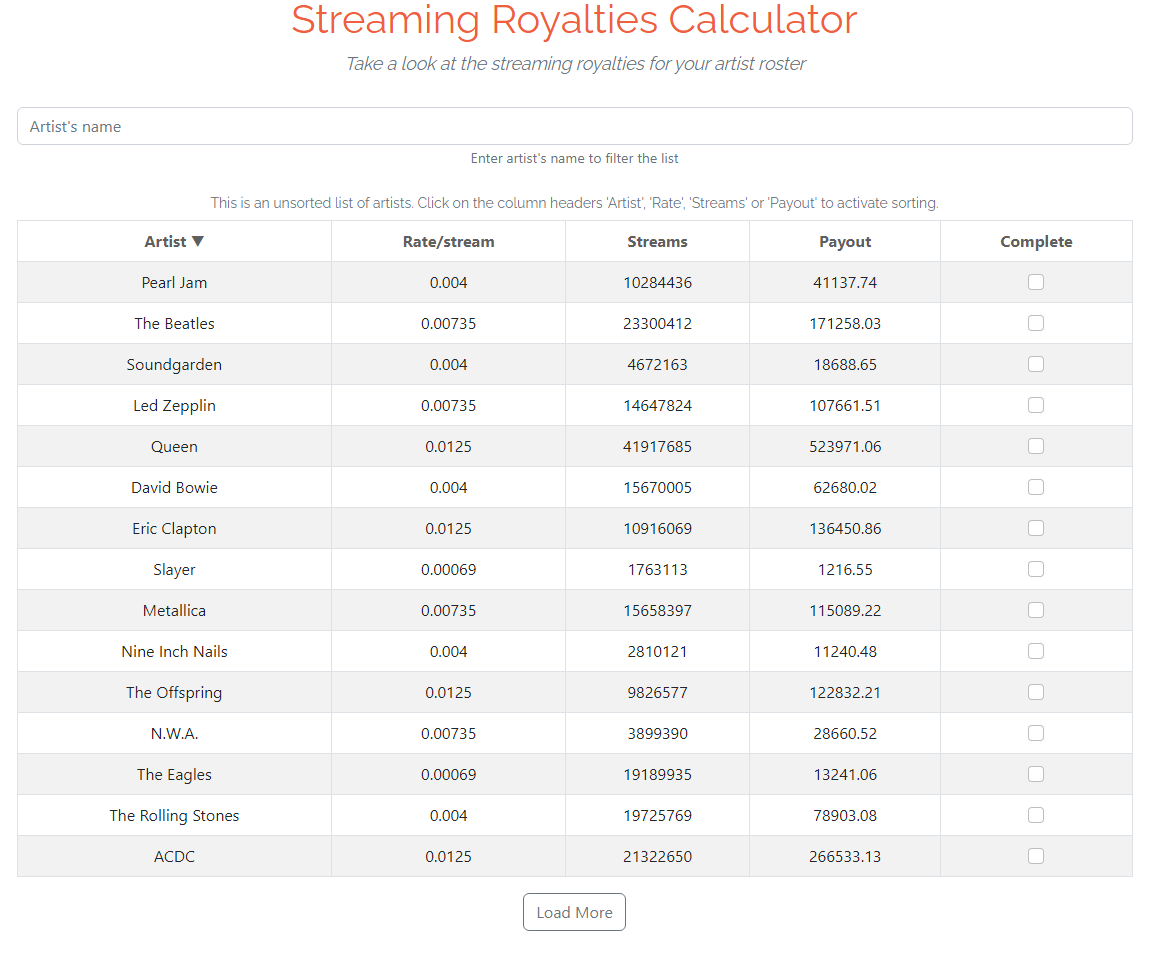 Streaming Royalties Calculator
Take a look at the streaming royalties for your artist roster
Artist's name
Enter artist's name to filter the list
This is an unsorted list of artists. Click on the column headers 'Artist', 'Rate', 'Streams' or 'Payout' to activate sorting.
Artist ▼ Rate/stream Streams Payout Complete
Pearl Jam 0.004 10284436 41137.74
The Beatles 0.00735 23300412 171258.03
Soundgarden 0.004 4672163 18688.65
Led Zepplin 0.00735 14647824 107661.51
Queen 0.0125 41917685 523971.06
David Bowie 0.004 15670005 62680.02
Eric Clapton 0.0125 10916069 136450.86
Slayer 0.00069 1763113 1216.55
Metallica 0.00735 15658397 115089.22
Nine Inch Nails 0.004 2810121 11240.48
The Offspring 0.0125 9826577 122832.21
N.W.A. 0.00735 3899390 28660.52
The Eagles 0.00069 19189935 13241.06
The Rolling Stones 0.004 19725769 78903.08
ACDC 0.0125 21322650 266533.13
Load More